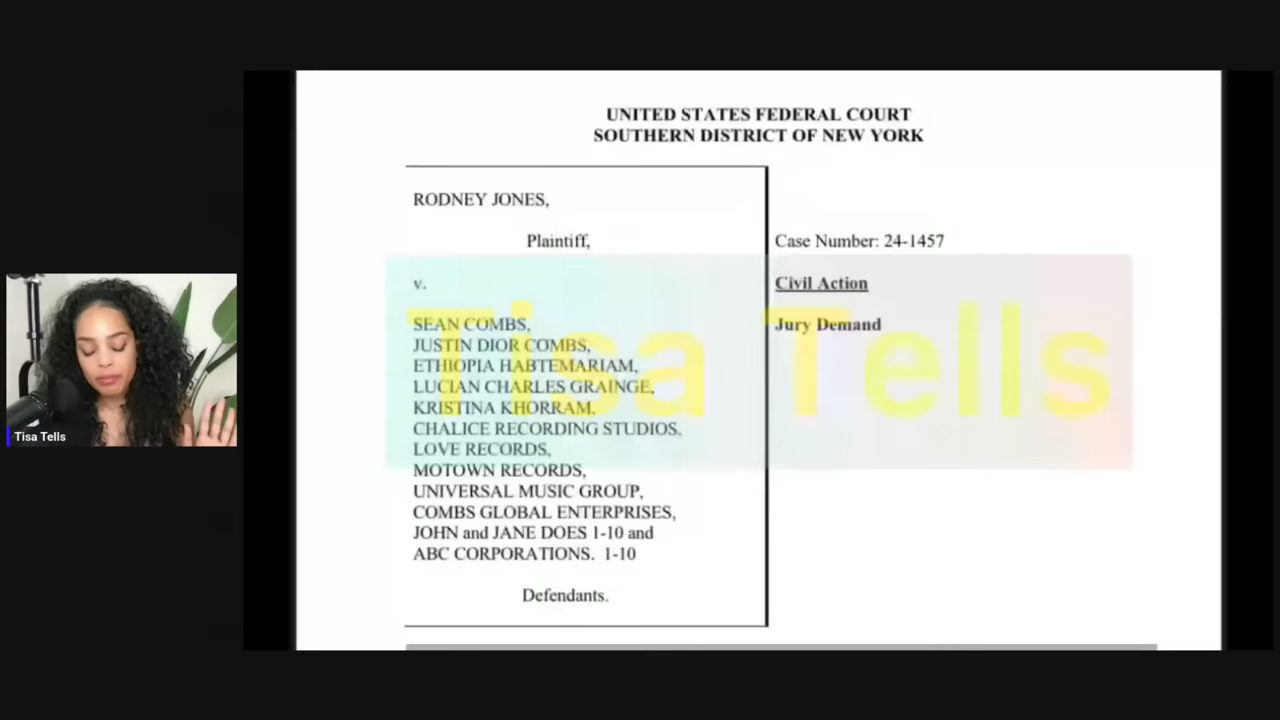 UNITED STATES FEDERAL COURT
SOUTHERN DISTRICT OF NEW YORK
RODNEY JONES,
Plaintiff,
v.
SEAN COMBS,
JUSTIN DIOR COMBS,
ETHIOPIA HABTEMARIAM,
LUCIAN CHARLES GRAINGE,
KRISTINA KHORRAM,
CHALICE RECORDING STUDIOS,
LOVE RECORDS,
MOTOWN RECORDS,
UNIVERSAL MUSIC GROUP,
COMBS GLOBAL ENTERPRISES,
JOHN and JANE DOES 1-10 and
ABC CORPORATIONS. 1-10
Defendants.
Case Number: 24-1457
Civil Action
Jury Demand
Tisa Tells
Tisa Tells